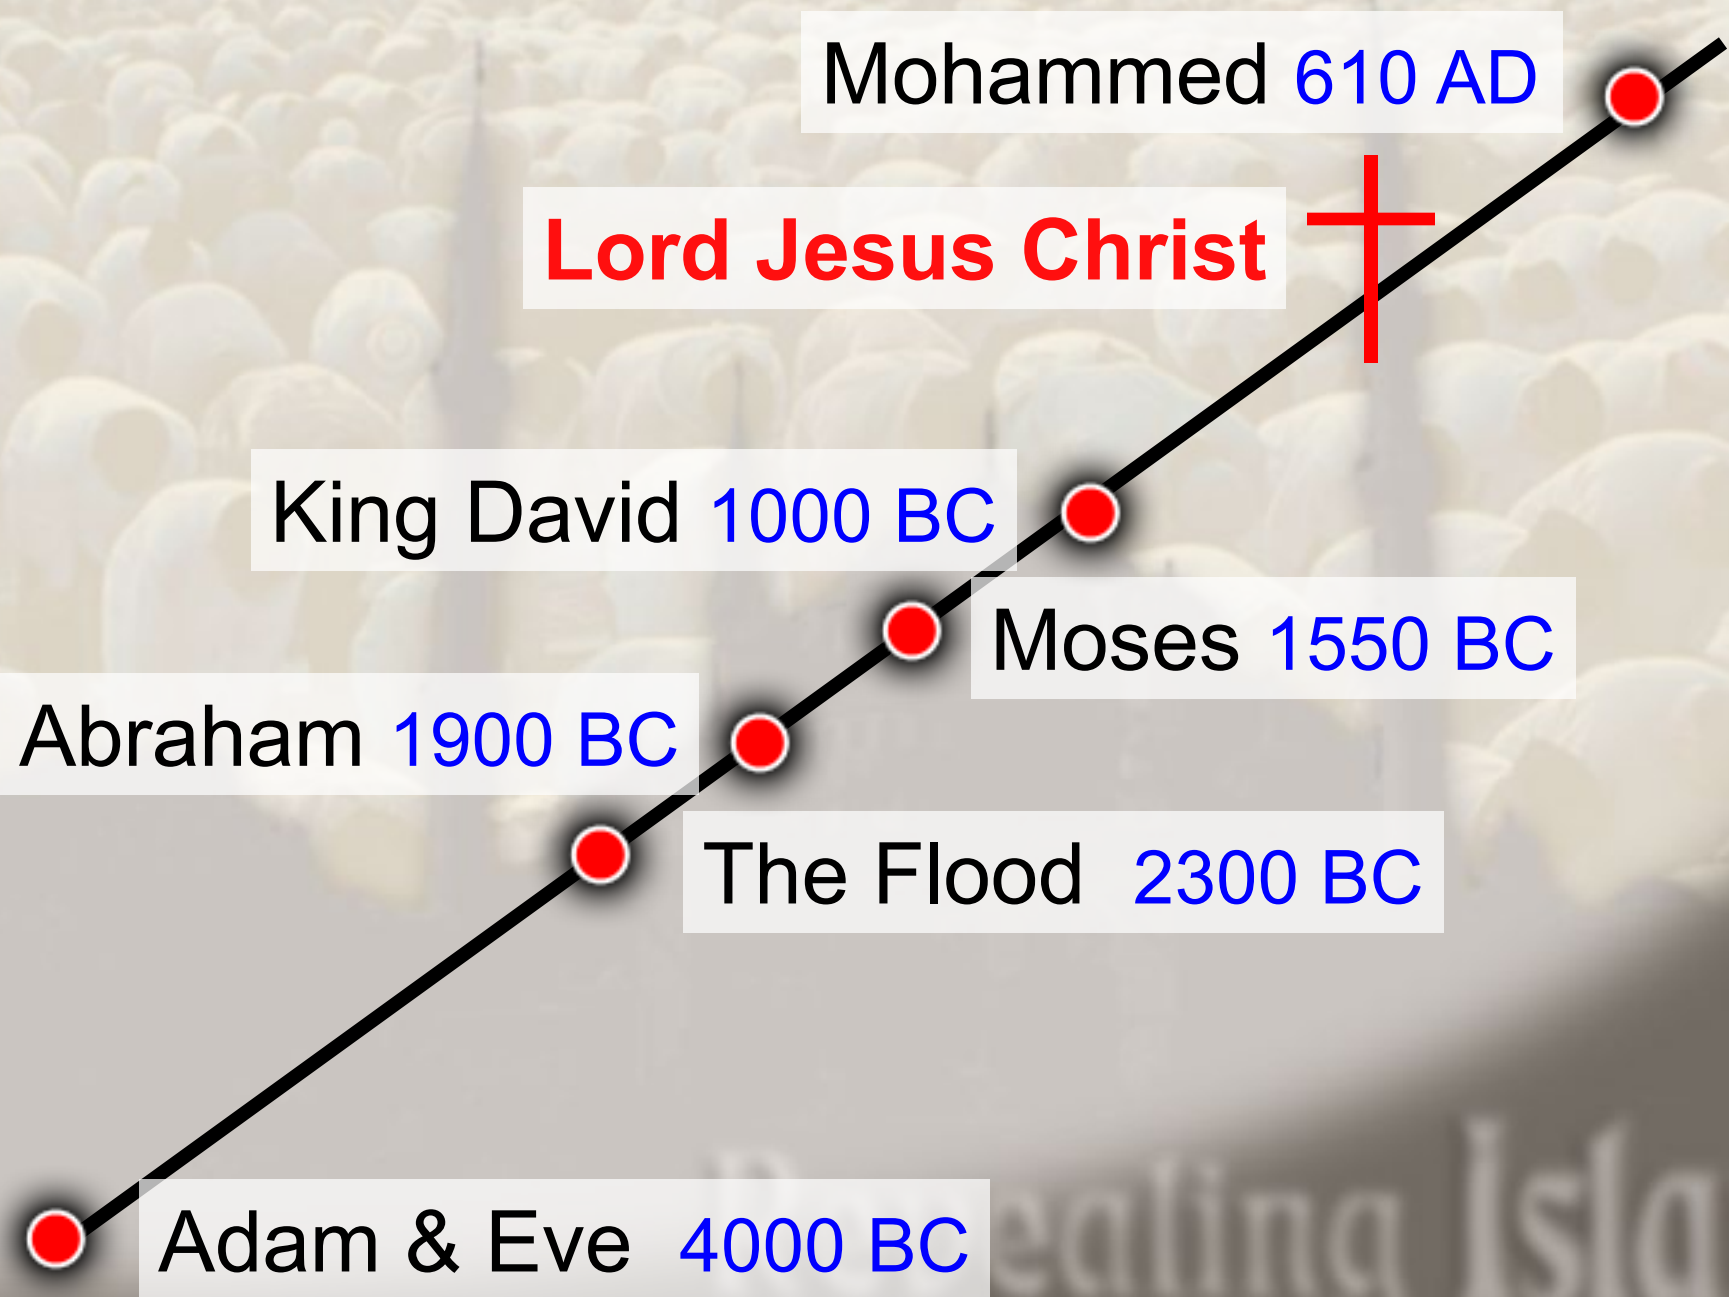 Mohammed 610 AD
Lord Jesus Christ
King David 1000 BC
Moses 1550 BC
Abraham 1900 BC
The Flood 2300 BC
Adam & Eve 4000 BC
Isla